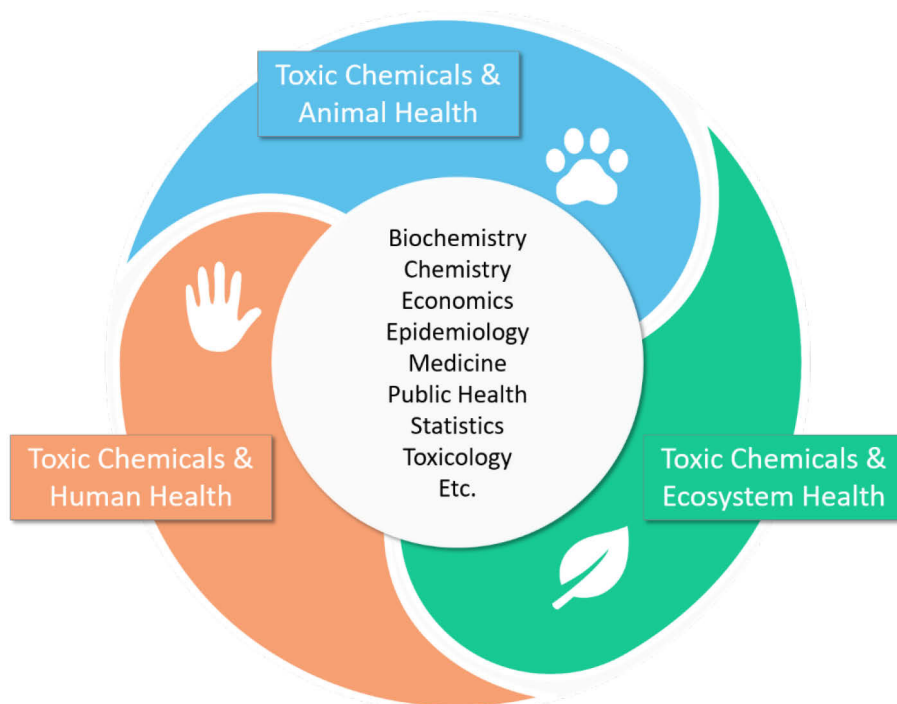 Toxic Chemicals &
Animal Health
Biochemistry
Chemistry
Economics
Epidemiology
Medicine
Public Health
Statistics
Toxicology
Etc.
Toxic Chemicals &
Human Health
Toxic Chemicals &
Ecosystem Health